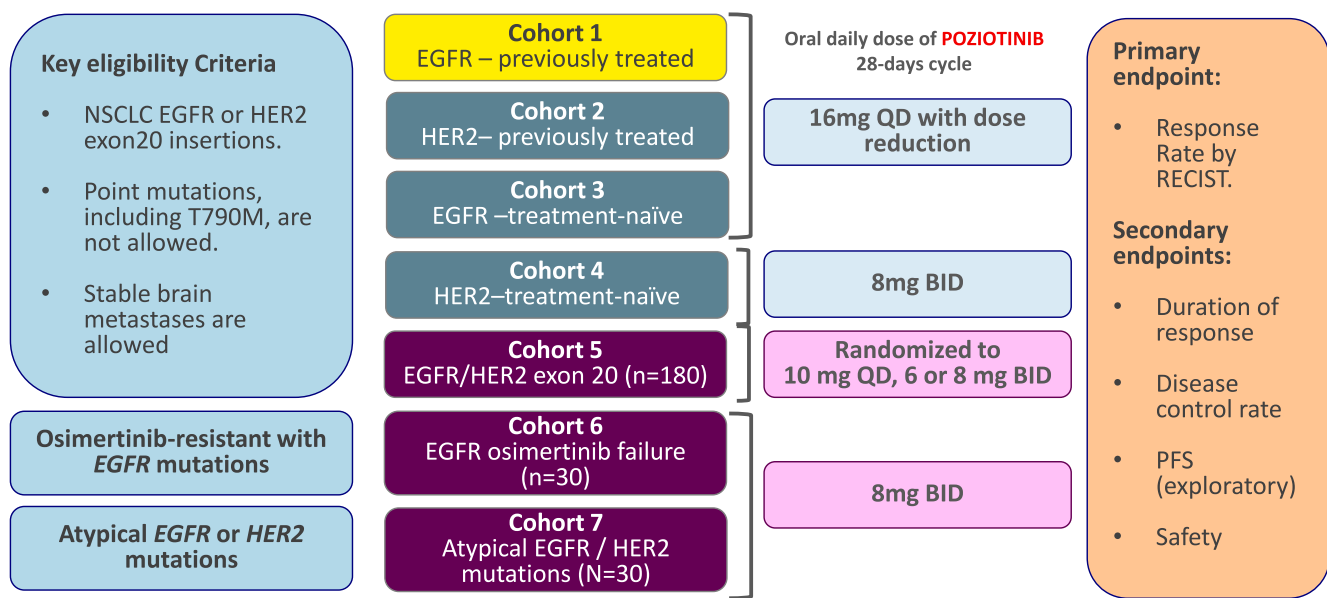 Key eligibility Criteria
• NSCLC EGFR or HER2
exon20 insertions.
• Point mutations,
including T790M, are
not allowed.
• Stable brain
metastases are
allowed
Osimertinib-resistant with
EGFR mutations
Atypical EGFR or HER2
mutations
Cohort 1
EGFR – previously treated
Cohort 2
HER2– previously treated
Cohort 3
EGFR –treatment-naïve
Cohort 4
HER2–treatment-naïve
Cohort 5
EGFR/HER2 exon 20 (n=180)
Cohort 6
EGFR osimertinib failure
(n=30)
Cohort 7
Atypical EGFR / HER2
mutations (N=30)
Oral daily dose of POZIOTINIB
28-days cycle
16mg QD with dose
reduction
8mg BID
Randomized to
10 mg QD, 6 or 8 mg BID
8mg BID
Primary
endpoint:
• Response
Rate by
RECIST.
Secondary
endpoints:
• Duration of
response
• Disease
control rate
• PFS
(exploratory)
• Safety